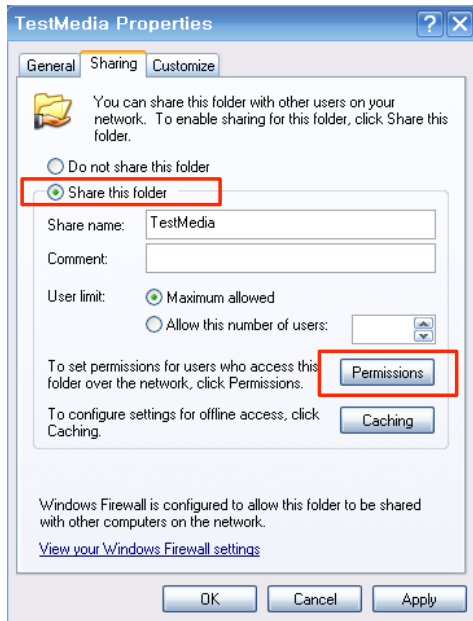 TestMedia Properties
General Sharing Customize
You can share this folder with other users on your
network. To enable sharing for this folder, click Share this
folder.
Do not share this folder
Share this folder
Share name: TestMedia
Comment:
User limit: Maximum allowed
Allow this number of users:
To set permissions for users who access this
folder over the network, click Permissions.
Permissions
To configure settings for offline access, click
Caching.
Caching
Windows Firewall is configured to allow this folder to be shared
with other computers on the network.
View your Windows Firewall settings
OK Cancel Apply